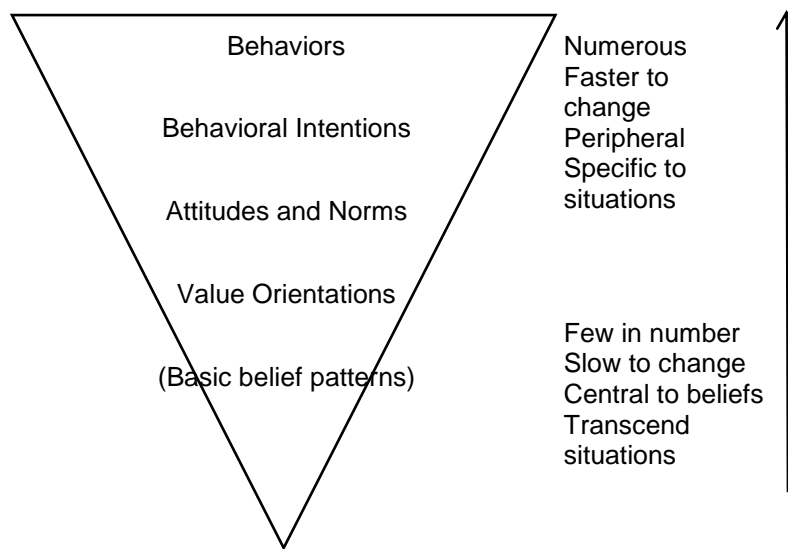 Behaviors
Behavioral Intentions
Attitudes and Norms
Value Orientations
(Basic belief patterns)
Numerous
Faster to
change
Peripheral
Specific to
situations
Few in number
Slow to change
Central to beliefs
Transcend
situations